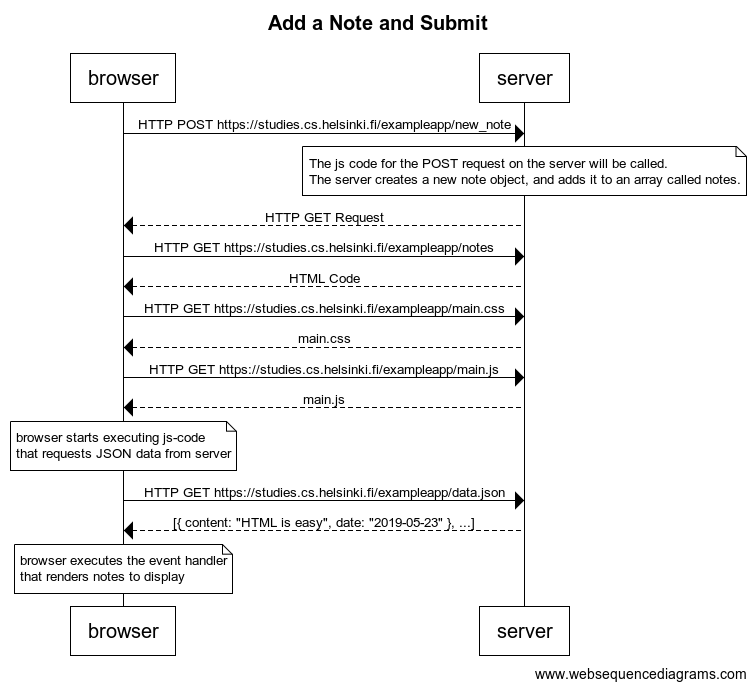 Add a Note and Submit
browser
server
HTTP POST https://studies.cs.helsinki.fi/exampleapp/new_note
The js code for the POST request on the server will be called.
The server creates a new note object, and adds it to an array called notes.
HTTP GET Request
HTTP GET https://studies.cs.helsinki.fi/exampleapp/notes
HTML Code
HTTP GET https://studies.cs.helsinki.fi/exampleapp/main.css
main.css
HTTP GET https://studies.cs.helsinki.fi/exampleapp/main.js
main.js
browser starts executing js-code
that requests JSON data from server
HTTP GET https://studies.cs.helsinki.fi/exampleapp/data.json
[{ content: "HTML is easy", date: "2019-05-23" }, ...]
browser executes the event handler
that renders notes to display
browser
server
www.websequencediagrams.com